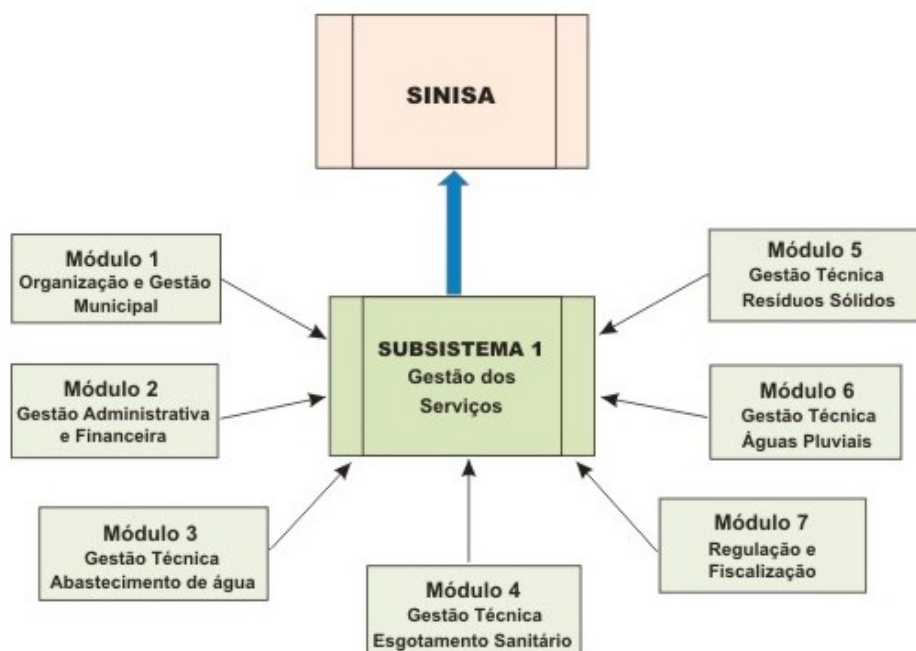 SINISA
Módulo 1
Organização e Gestão
Municipal
Módulo 2
Gestão Administrativa
e Financeira
Módulo 3
Gestão Técnica
Abastecimento de água
SUBSISTEMA 1
Gestão dos
Serviços
Módulo 4
Gestão Técnica
Esgotamento Sanitário
Módulo 5
Gestão Técnica
Resíduos Sólidos
Módulo 6
Gestão Técnica
Águas Pluviais
Módulo 7
Regulação e
Fiscalização